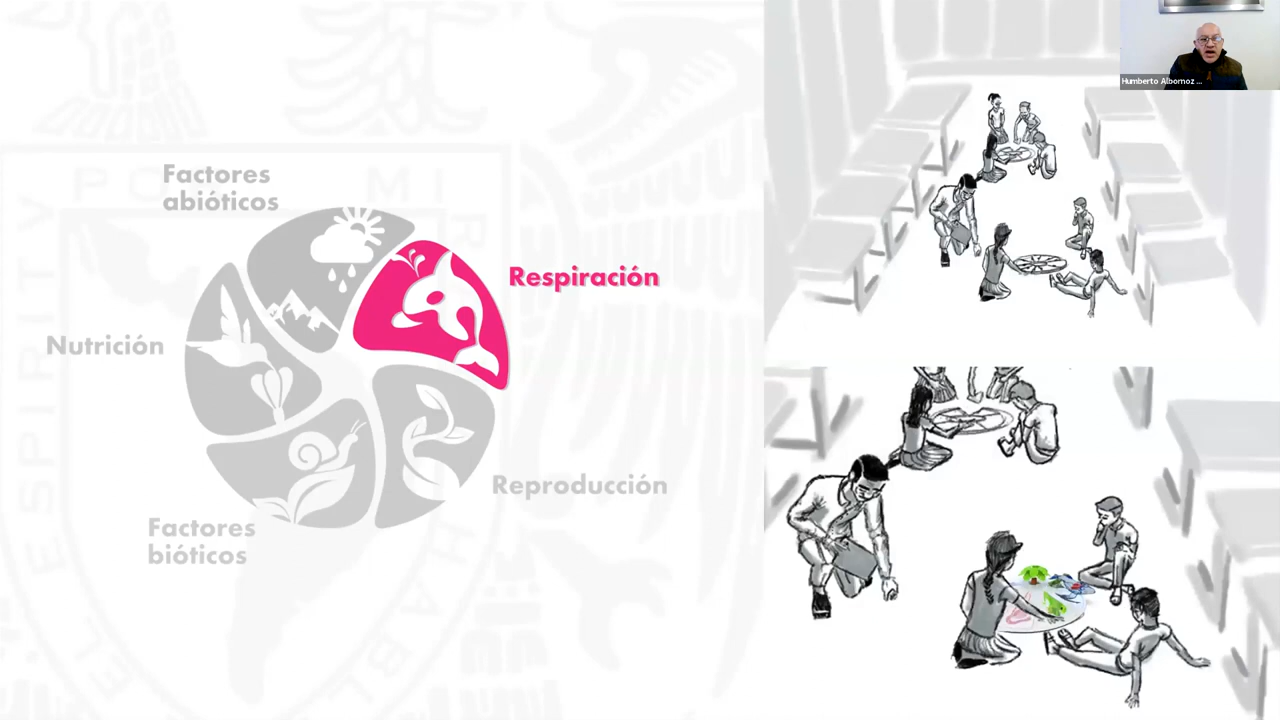 Humberto Albornoz ...
Factores
abióticos
Respiración
Nutrición
Reproducción
Factores
bióticos